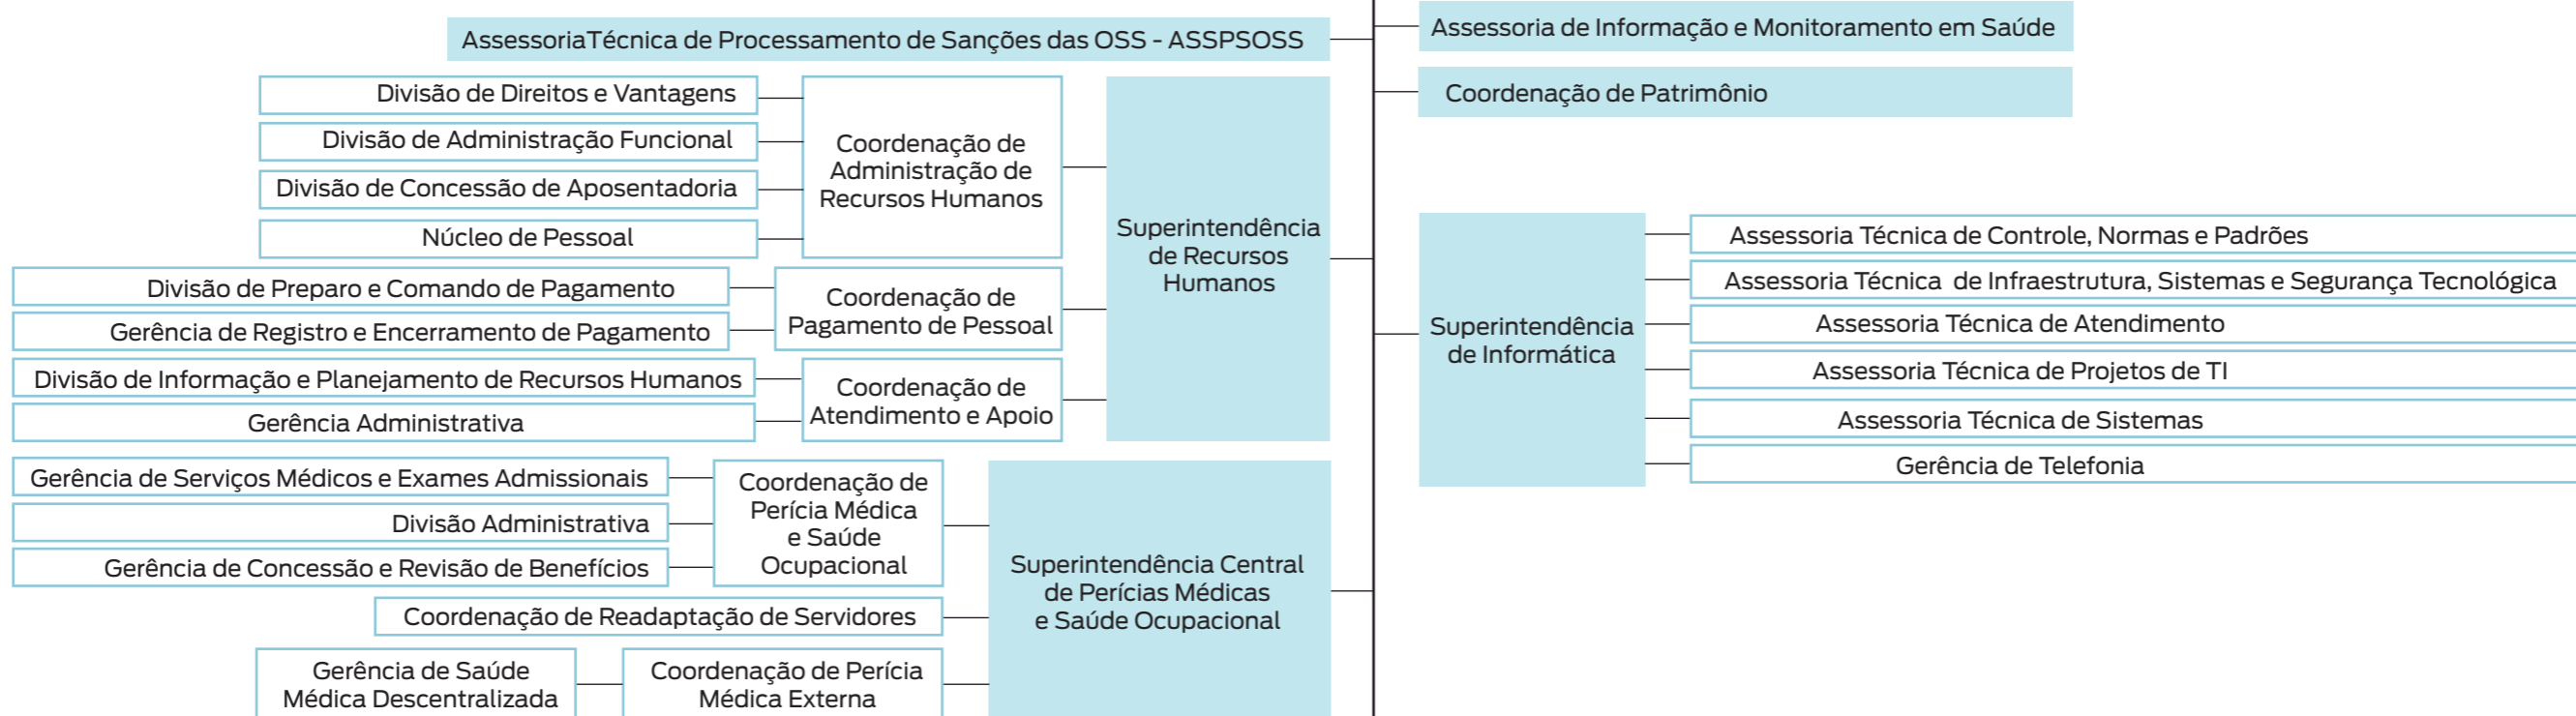 AssessoriaTécnica de Processamento de Sanções das OSS - ASSPSOSS
Divisão de Direitos e Vantagens
Divisão de Administração Funcional
Divisão de Concessão de Aposentadoria
Núcleo de Pessoal
Coordenação de
Administração de
Recursos Humanos
Divisão de Preparo e Comando de Pagamento
Gerência de Registro e Encerramento de Pagamento
Coordenação de
Pagamento de Pessoal
Divisão de Informação e Planejamento de Recursos Humanos
Gerência Administrativa
Coordenação de
Atendimento e Apoio
Superintendência
de Recursos
Humanos
Gerência de Serviços Médicos e Exames Admissionais
Divisão Administrativa
Gerência de Concessão e Revisão de Benefícios
Coordenação de
Perícia Médica
e Saúde
Ocupacional
Coordenação de Readaptação de Servidores
Gerência de Saúde
Médica Descentralizada
Coordenação de Perícia
Médica Externa
Superintendência Central
de Perícias Médicas
e Saúde Ocupacional
Assessoria de Informação e Monitoramento em Saúde
Coordenação de Patrimônio
Superintendência
de Informática
Assessoria Técnica de Controle, Normas e Padrões
Assessoria Técnica  de Infraestrutura, Sistemas e Segurança Tecnológica
Assessoria Técnica de Atendimento
Assessoria Técnica de Projetos de TI
Assessoria Técnica de Sistemas
Gerência de Telefonia